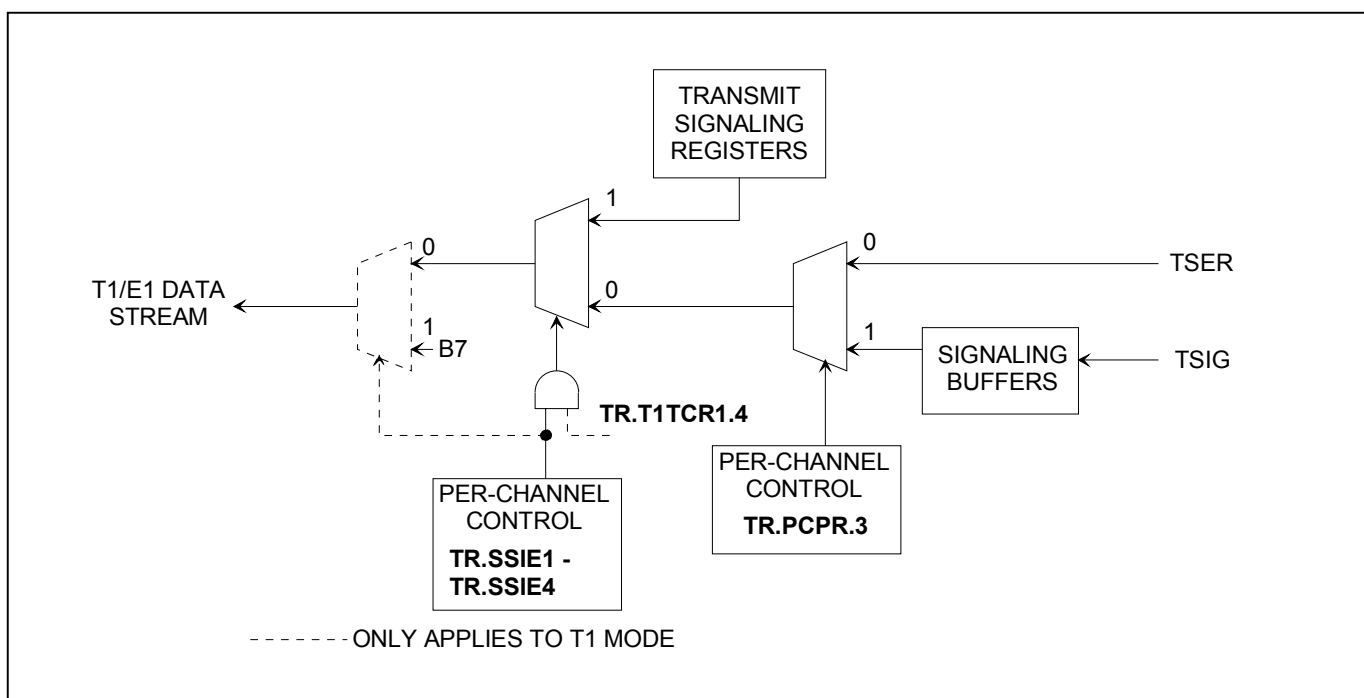 TRANSMIT
SIGNALING
REGISTERS
1
0
0
0
TSER
T1/E1 DATA
STREAM
1
B7
1
SIGNALING
BUFFERS
TSIG
TR.T1TCR1.4
PER-CHANNEL
CONTROL
TR.PCPR.3
PER-CHANNEL
CONTROL
TR.SSIE1 -
TR.SSIE4
ONLY APPLIES TO T1 MODE